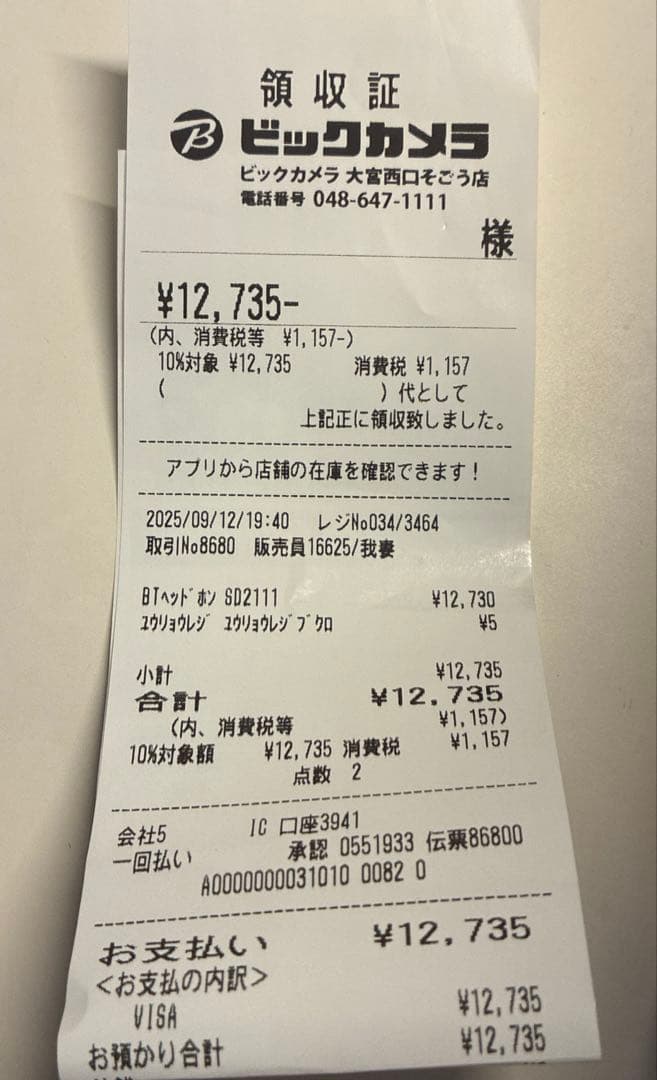 領収証
B ビックカメラ
ビックカメラ 大宮西口そごう店
電話番号 048-647-1111
様
¥12,735-
(内、消費税等 ¥1,157-)
10%対象 ¥12,735 消費税 ¥1,157
( )代として
上記正に領収致しました。
アプリから店舗の在庫を確認できます!
2025/09/12/19:40 レジNo034/3464
取引No8680 販売員16625/我妻
BTヘッドホン SD2111 ¥12,730
ユウリョウレジ ユウリョウレジブクロ ¥5
小計 ¥12,735
合計 ¥12,735
(内、消費税等 ¥1,157)
10%対象額 ¥12,735 消費税 ¥1,157
点数 2
会社5 IC 口座3941
一回払い 承認 0551933 伝票86800
A0000000031010 0082 0
お支払い ¥12,735
<お支払の内訳>
VISA ¥12,735
お預かり合計 ¥12,735